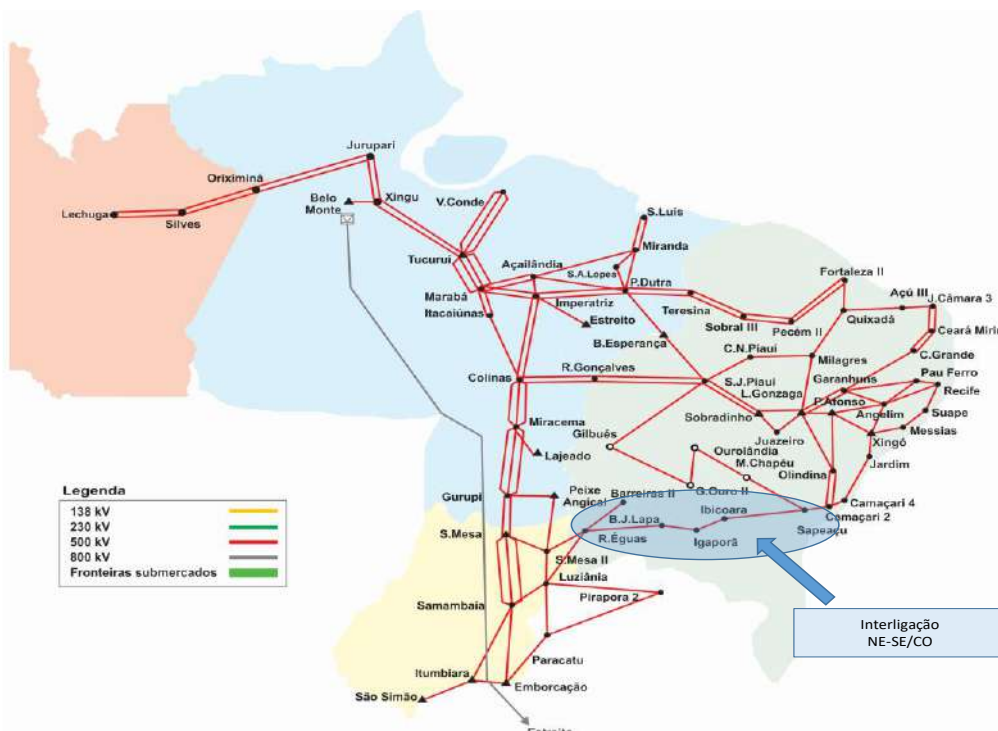 Jurupari
Oriximiná
Belo
Monte
Xingu
V.Conde
Lechuga
Silves
S.Luís
Tucuruí
Açailândia
Miranda
S.A.Lopea
Fortaleza II
Marabá
Imperatriz
P.Dutra
Açú III
J.Câmara 3
Itacaiúnas
Estreito
Teresina
Quixadá
Sobral III
Pecém II
Ceará Mirim
B.Esperança
C.N.Piauí
Milagres
C.Grande
Colinas
R.Gonçalves
S.J.Piauí
Garanhuns
Pau Ferro
L.Gonzaga
P.Afonso
Recife
Sobradinho
Angelim
Suape
Miracema
Juazeiro
Messias
Gilbués
Ourolândia
Xingó
Lajeado
M.Chapéu
Olindina
Jardim
Legenda
138 kV
230 kV
500 kV
800 kV
Fronteiras submercados
Gurupi
Peixe
Angical
Barreiras II
G.Ouro II
Camaçari 4
B.J.Lapa
Ibicoara
Camaçari 2
S.Mesa
R.Éguas
Igaporã
Sapeaçu
S.Mesa II
Luziânia
Samambaia
Pirapora 2
Interligação
NE-SE/CO
Paracatu
Itumbiara
Emborcação
São Simão